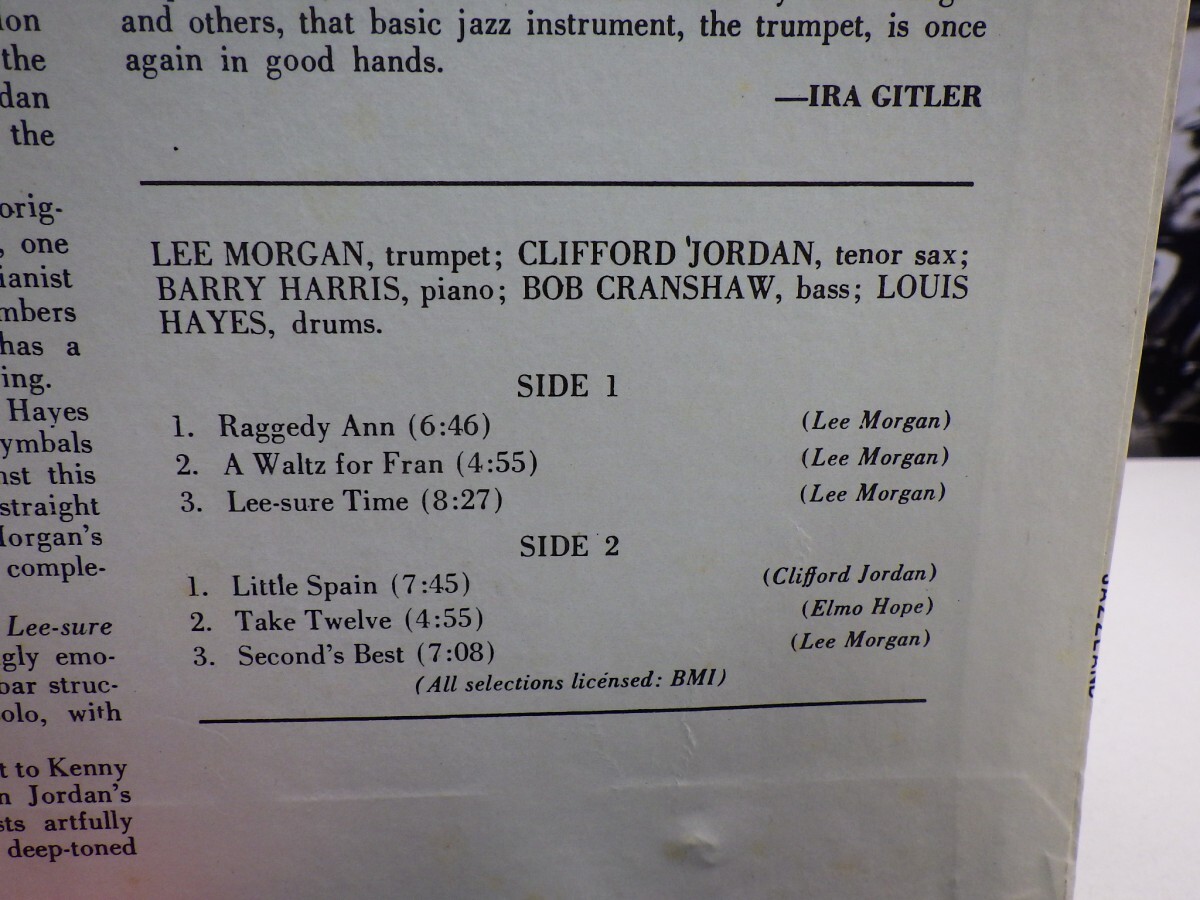 on
the
dan
the
orig-
, one
ianist
mbers
has a
ing.
Hayes
ymbals
nst this
straight
Morgan's
comple-
Lee-sure
gly emo-
bar struc-
olo, with
t to Kenny
n Jordan's
sts artfully
deep-toned
and others, that basic jazz instrument, the trumpet, is once
again in good hands.
—IRA GITLER
LEE MORGAN, trumpet; CLIFFORD JORDAN, tenor sax;
BARRY HARRIS, piano; BOB CRANSHAW, bass; LOUIS
HAYES, drums.
SIDE 1
1. Raggedy Ann (6:46) (Lee Morgan)
2. A Waltz for Fran (4:55) (Lee Morgan)
3. Lee-sure Time (8:27) (Lee Morgan)
SIDE 2
1. Little Spain (7:45) (Clifford Jordan)
2. Take Twelve (4:55) (Elmo Hope)
3. Second's Best (7:08) (Lee Morgan)
(All selections licensed: BMI)
JAZZLAND